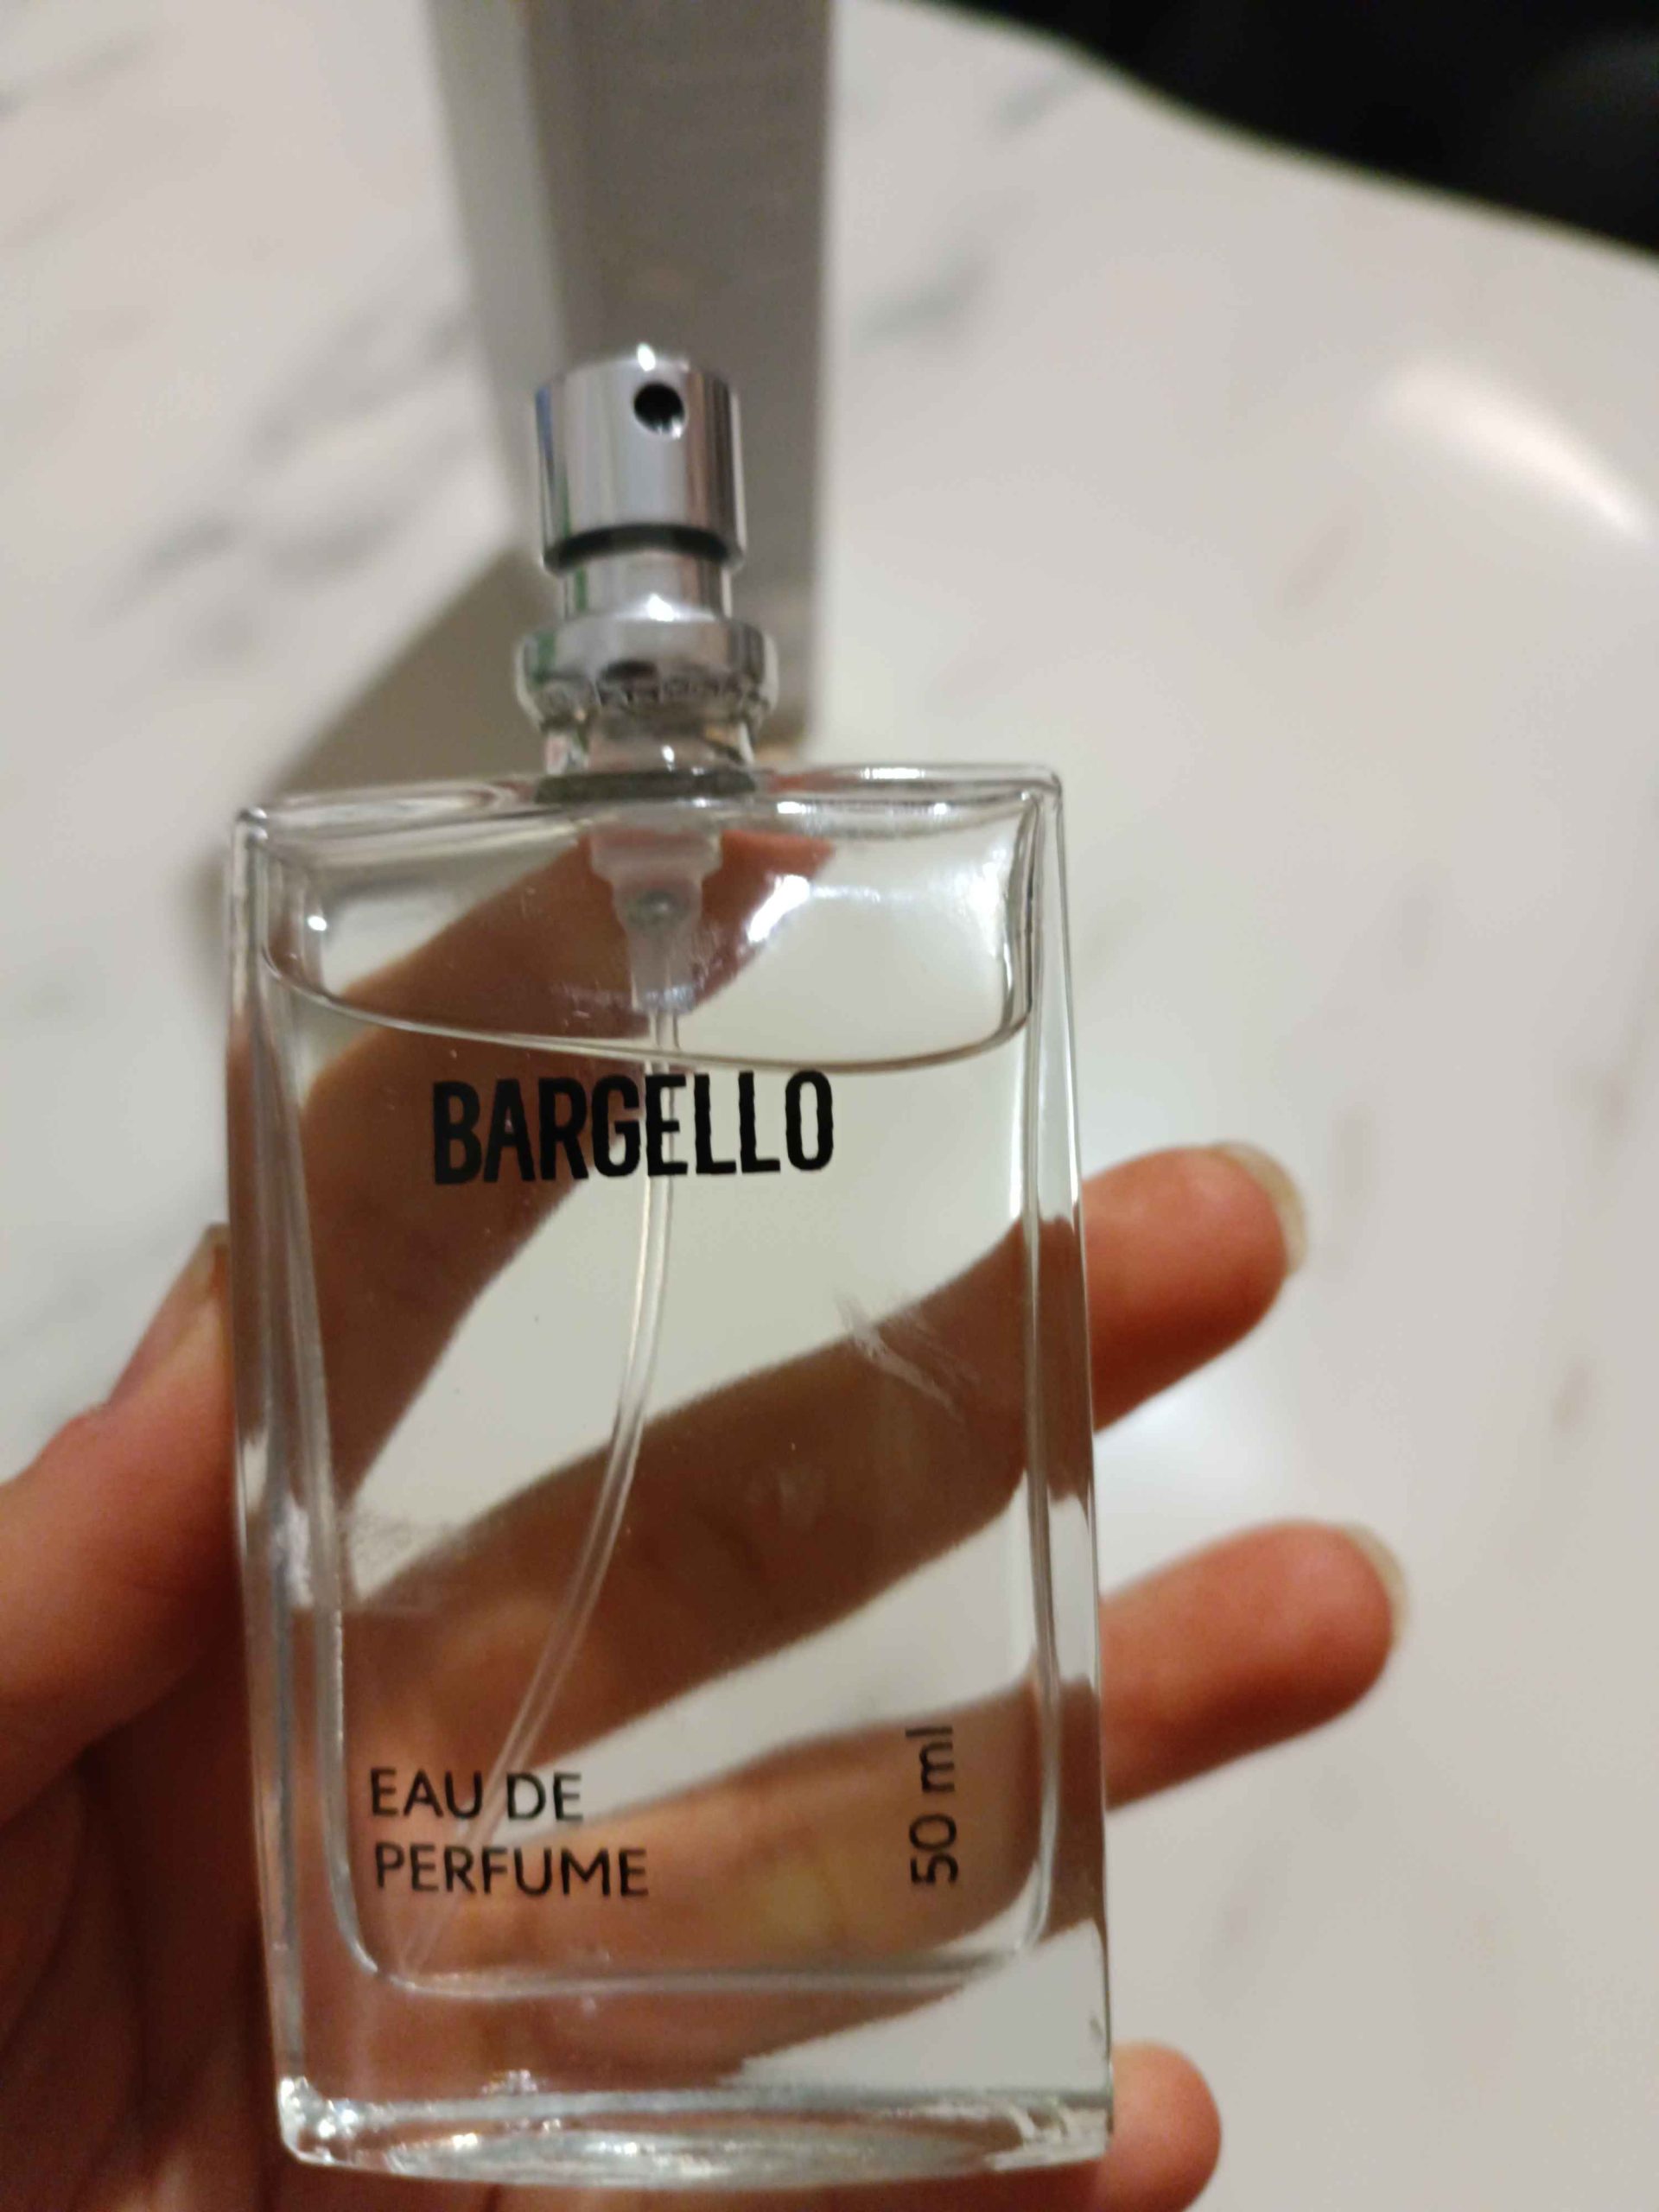 BARGELLO
EAU DE
PERFUME
50 ml